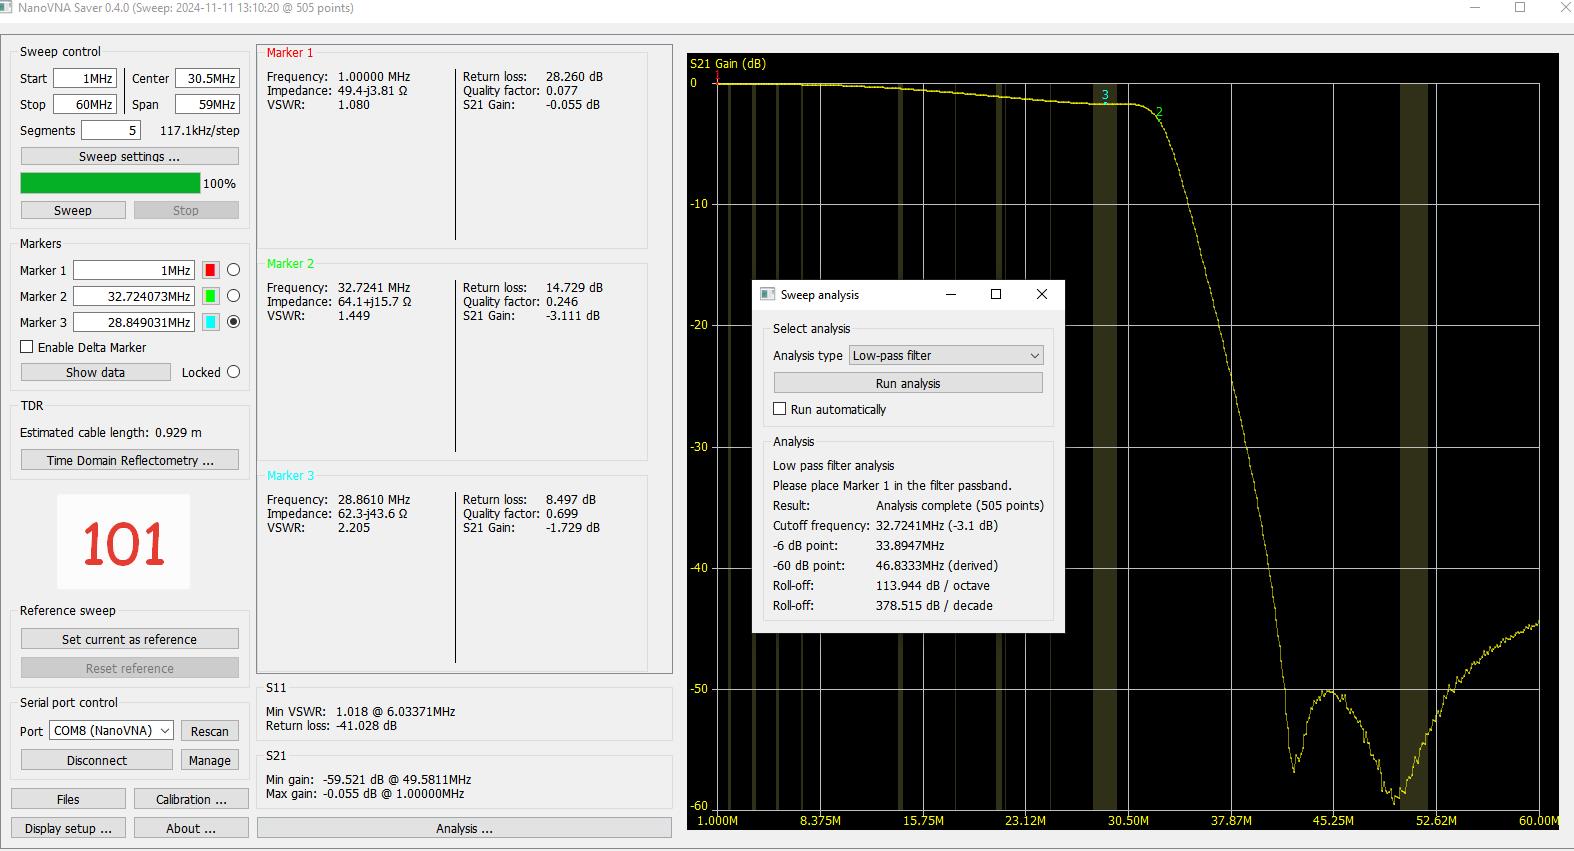 NanoVNA Saver 0.4.0 (Sweep: 2024-11-11 13:10:20 @ 505 points)
Sweep control
Start 1MHz Center 30.5MHz
Stop 60MHz Span 59MHz
Segments 5 117.1kHz/step
Sweep settings ...
100%
Sweep Stop
Markers
Marker 1 1MHz
Marker 2 32.724073MHz
Marker 3 28.849031MHz
Enable Delta Marker
Show data Locked
TDR
Estimated cable length: 0.929 m
Time Domain Reflectometry ...
101
Reference sweep
Set current as reference
Reset reference
Serial port control
Port COM8 (NanoVNA) Rescan
Disconnect Manage
Files Calibration ...
Display setup ... About ...
Marker 1
Frequency: 1.00000 MHz Return loss: 28.260 dB
Impedance: 49.4-j3.81 Ω Quality factor: 0.077
VSWR: 1.080 S21 Gain: -0.055 dB
Marker 2
Frequency: 32.7241 MHz Return loss: 14.729 dB
Impedance: 64.1+j15.7 Ω Quality factor: 0.246
VSWR: 1.449 S21 Gain: -3.111 dB
Marker 3
Frequency: 28.8610 MHz Return loss: 8.497 dB
Impedance: 62.3-j43.6 Ω Quality factor: 0.699
VSWR: 2.205 S21 Gain: -1.729 dB
S11
Min VSWR: 1.018 @ 6.03371MHz
Return loss: -41.028 dB
S21
Min gain: -59.521 dB @ 49.5811MHz
Max gain: -0.055 dB @ 1.00000MHz
Analysis ...
S21 Gain (dB)
1
3
2
0
-10
-20
-30
-40
-50
-60
1.000M 8.375M 15.75M 23.12M 30.50M 37.87M 45.25M 52.62M 60.00M
Sweep analysis
Select analysis
Analysis type Low-pass filter
Run analysis
Run automatically
Analysis
Low pass filter analysis
Please place Marker 1 in the filter passband.
Result: Analysis complete (505 points)
Cutoff frequency: 32.7241MHz (-3.1 dB)
-6 dB point: 33.8947MHz
-60 dB point: 46.8333MHz (derived)
Roll-off: 113.944 dB / octave
Roll-off: 378.515 dB / decade